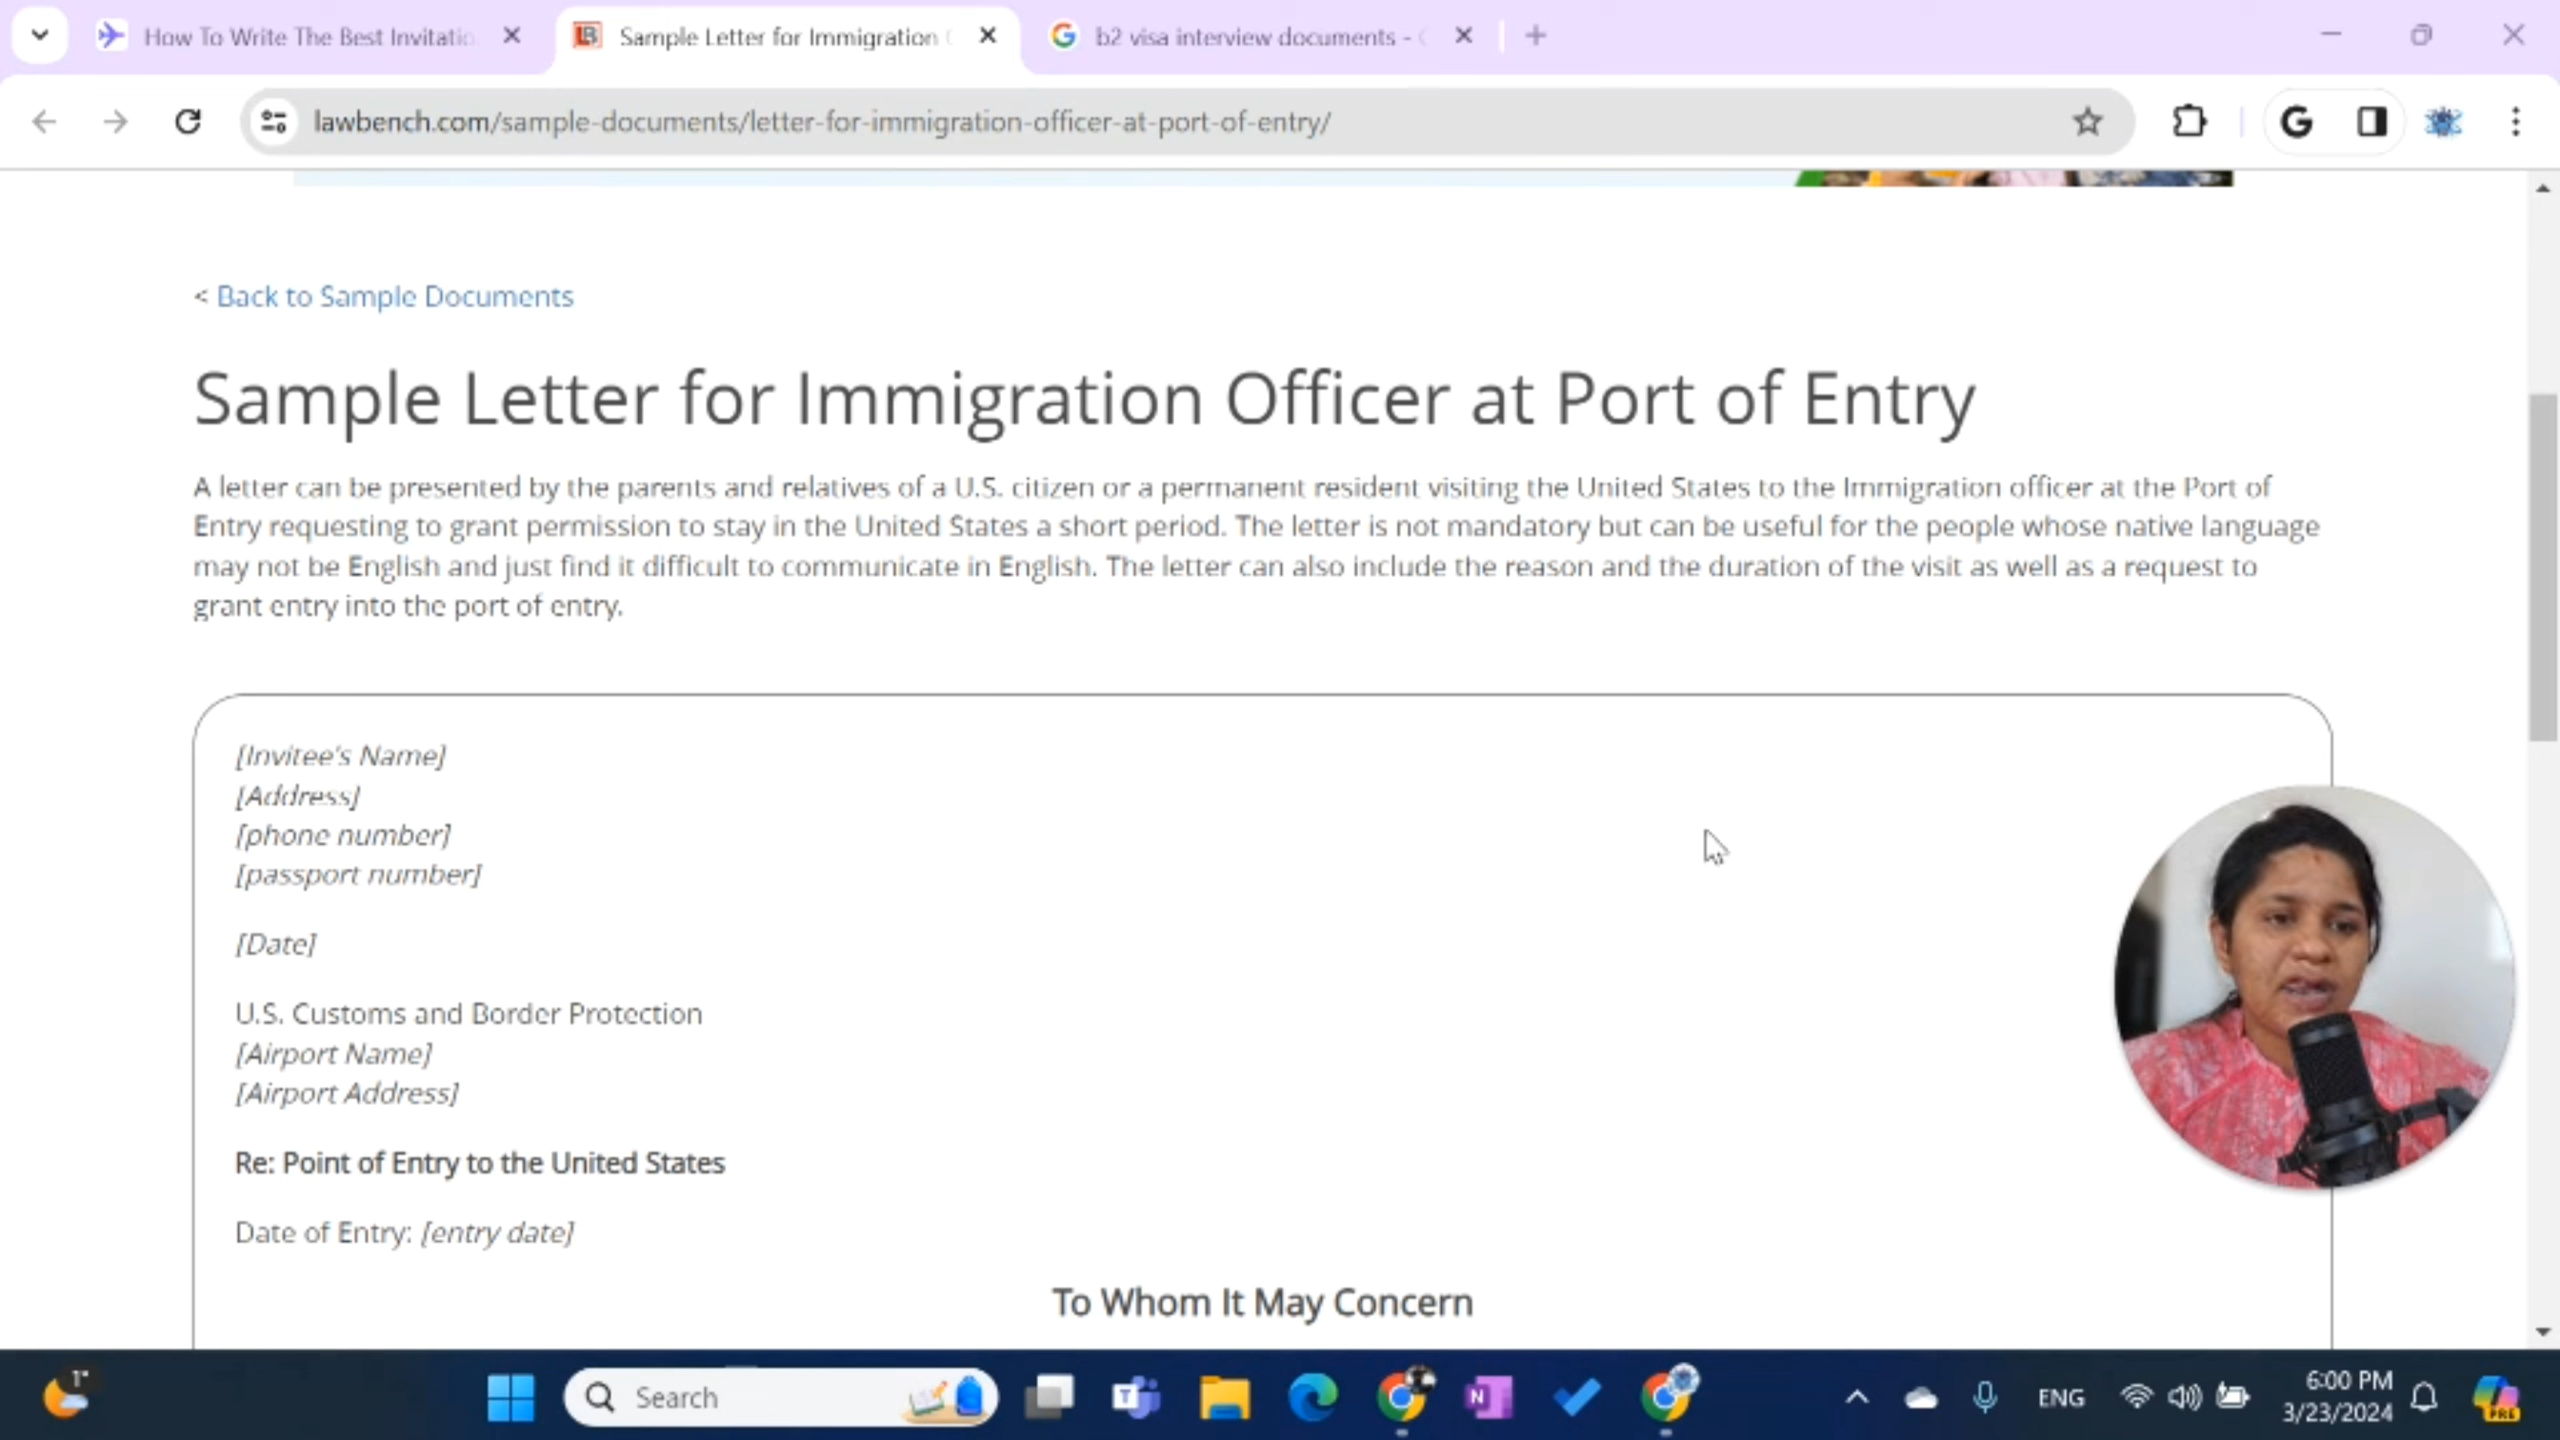 How To Write The Best Invitatio
Sample Letter for Immigration
b2 visa interview documents -
lawbench.com/sample-documents/letter-for-immigration-officer-at-port-of-entry/
< Back to Sample Documents
Sample Letter for Immigration Officer at Port of Entry
A letter can be presented by the parents and relatives of a U.S. citizen or a permanent resident visiting the United States to the Immigration officer at the Port of
Entry requesting to grant permission to stay in the United States a short period. The letter is not mandatory but can be useful for the people whose native language
may not be English and just find it difficult to communicate in English. The letter can also include the reason and the duration of the visit as well as a request to
grant entry into the port of entry.
[Invitee's Name]
[Address]
[phone number]
[passport number]
[Date]
U.S. Customs and Border Protection
[Airport Name]
[Airport Address]
Re: Point of Entry to the United States
Date of Entry: [entry date]
To Whom It May Concern
1°
Search
ENG
6:00 PM
3/23/2024
PRE